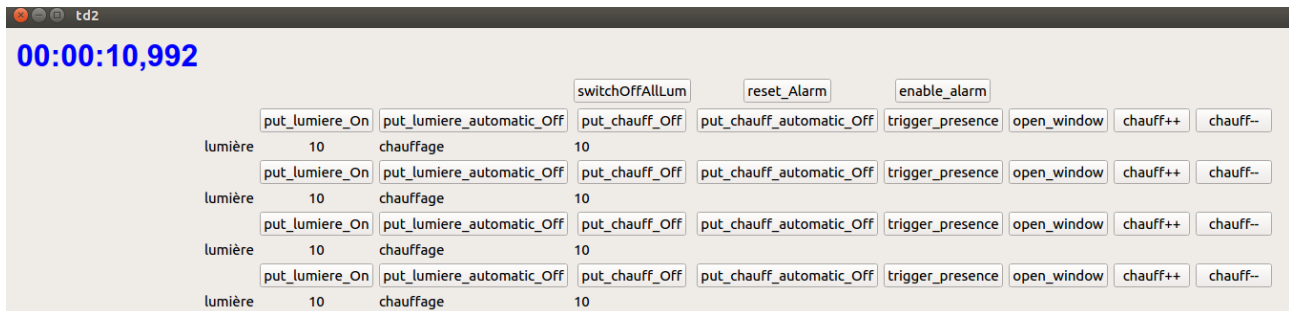 td2
00:00:10,992
switchOffAllLum reset_Alarm enable_alarm
put_lumiere_On put_lumiere_automatic_Off put_chauff_Off put_chauff_automatic_Off trigger_presence open_window chauff++ chauff--
lumière 10 chauffage 10
put_lumiere_On put_lumiere_automatic_Off put_chauff_Off put_chauff_automatic_Off trigger_presence open_window chauff++ chauff--
lumière 10 chauffage 10
put_lumiere_On put_lumiere_automatic_Off put_chauff_Off put_chauff_automatic_Off trigger_presence open_window chauff++ chauff--
lumière 10 chauffage 10
put_lumiere_On put_lumiere_automatic_Off put_chauff_Off put_chauff_automatic_Off trigger_presence open_window chauff++ chauff--
lumière 10 chauffage 10